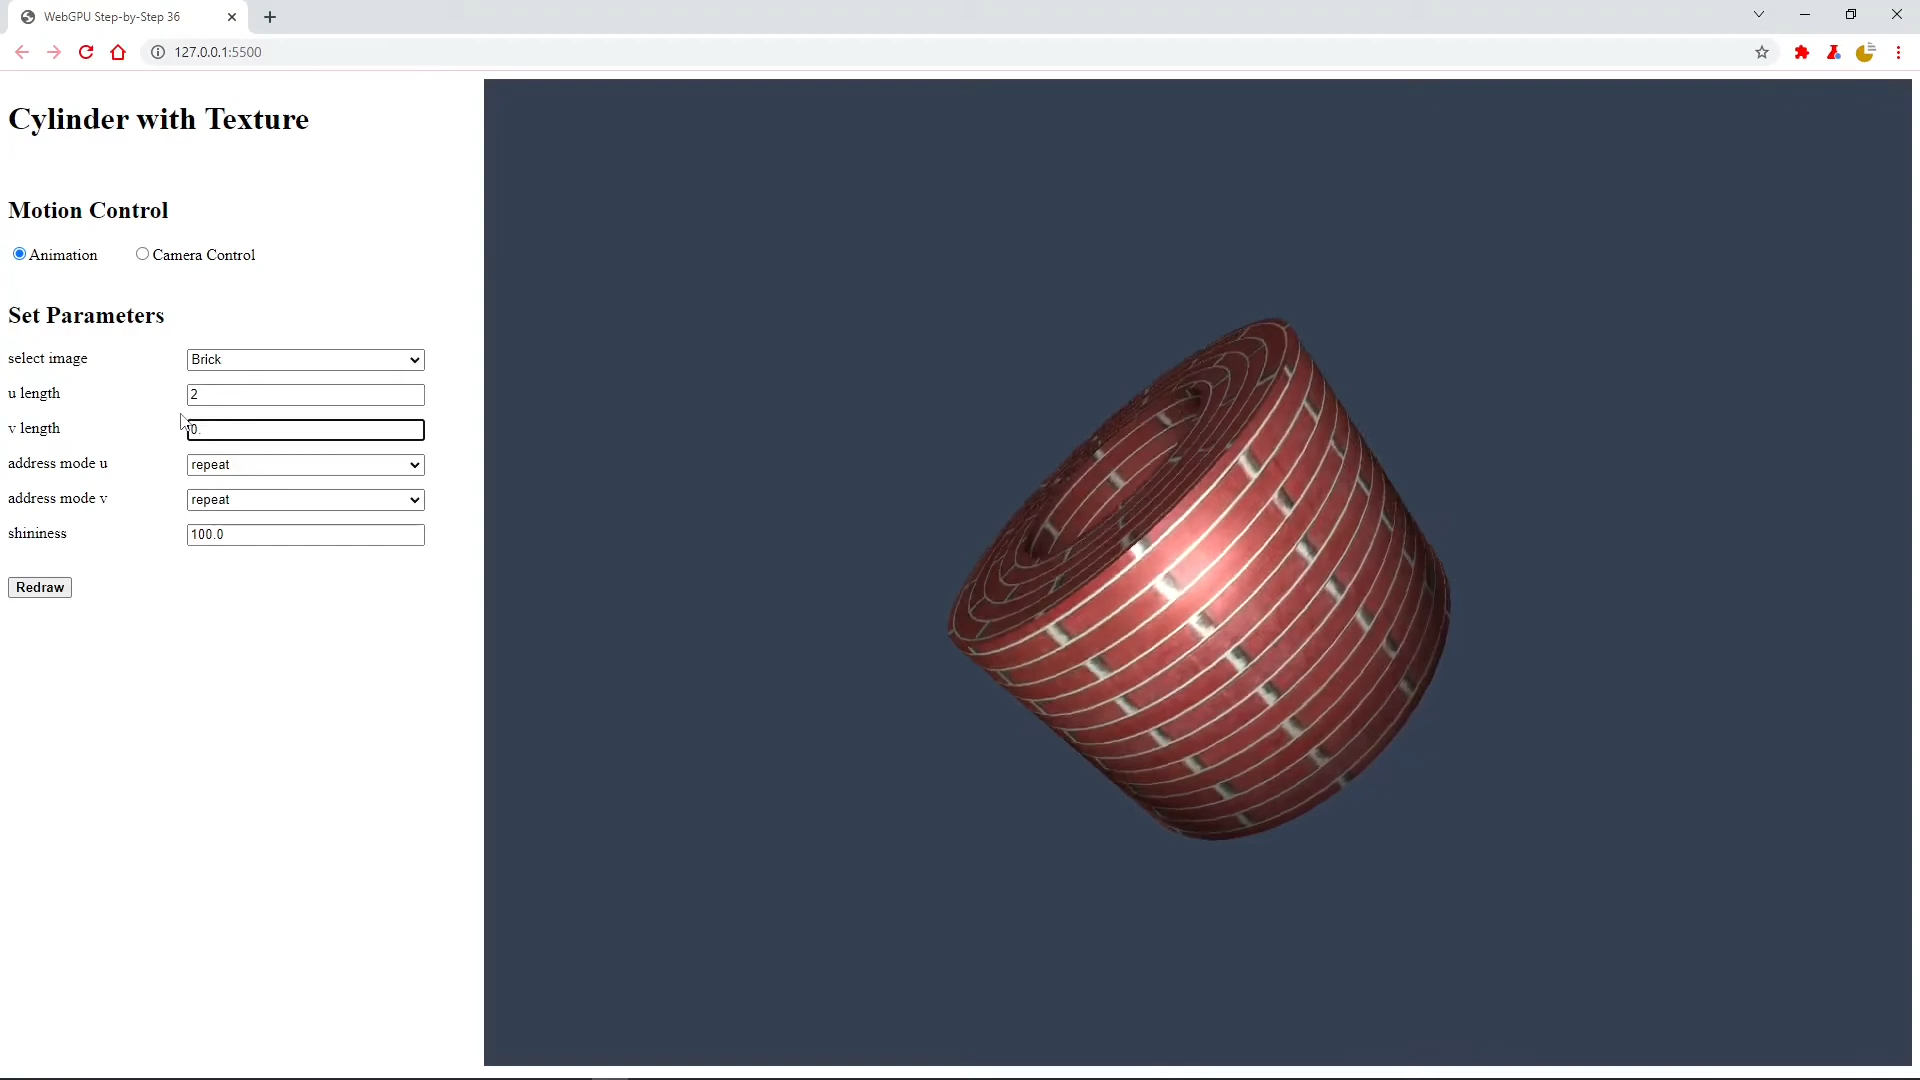 WebGPU Step-by-Step 36
127.0.0.1:5500
Cylinder with Texture
Motion Control
Animation Camera Control
Set Parameters
select image Brick
u length 2
v length 0.
address mode u repeat
address mode v repeat
shininess 100.0
Redraw